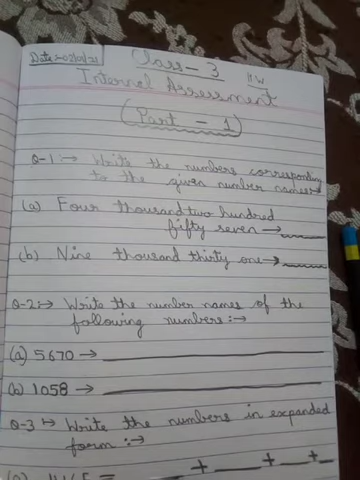 Class - 3
H W
Internal Assessment
(Part - 1)
Q-1:→ Write the numbers corresponding
to the given number names
(a) Four thousand two hundred
fifty seven →
(b) Nine thousand thirty one →
Q-2:→ Write the number names of the
following numbers:→
(a) 5670 →
(b) 1058 →
Q-3 → Write the numbers in expanded
form :→
= + + +